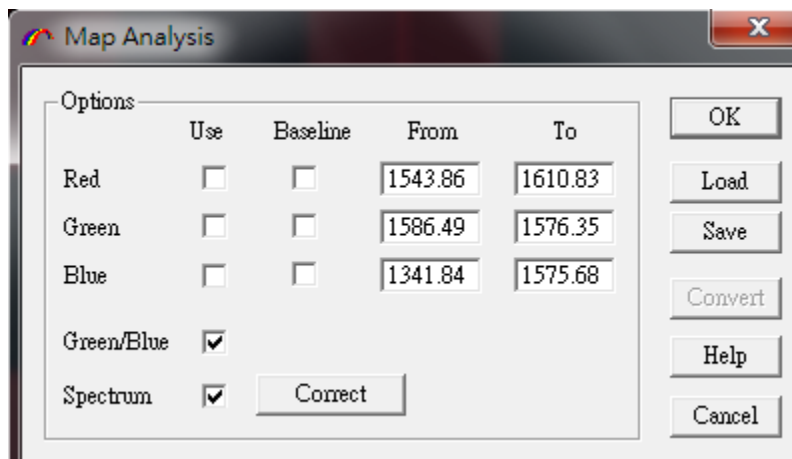 Map Analysis
Options
Use Baseline From To
OK
Red 1543.86 1610.83
Load
Green 1586.49 1576.35
Save
Blue 1341.84 1575.68
Convert
Green/Blue
Help
Spectrum Correct
Cancel